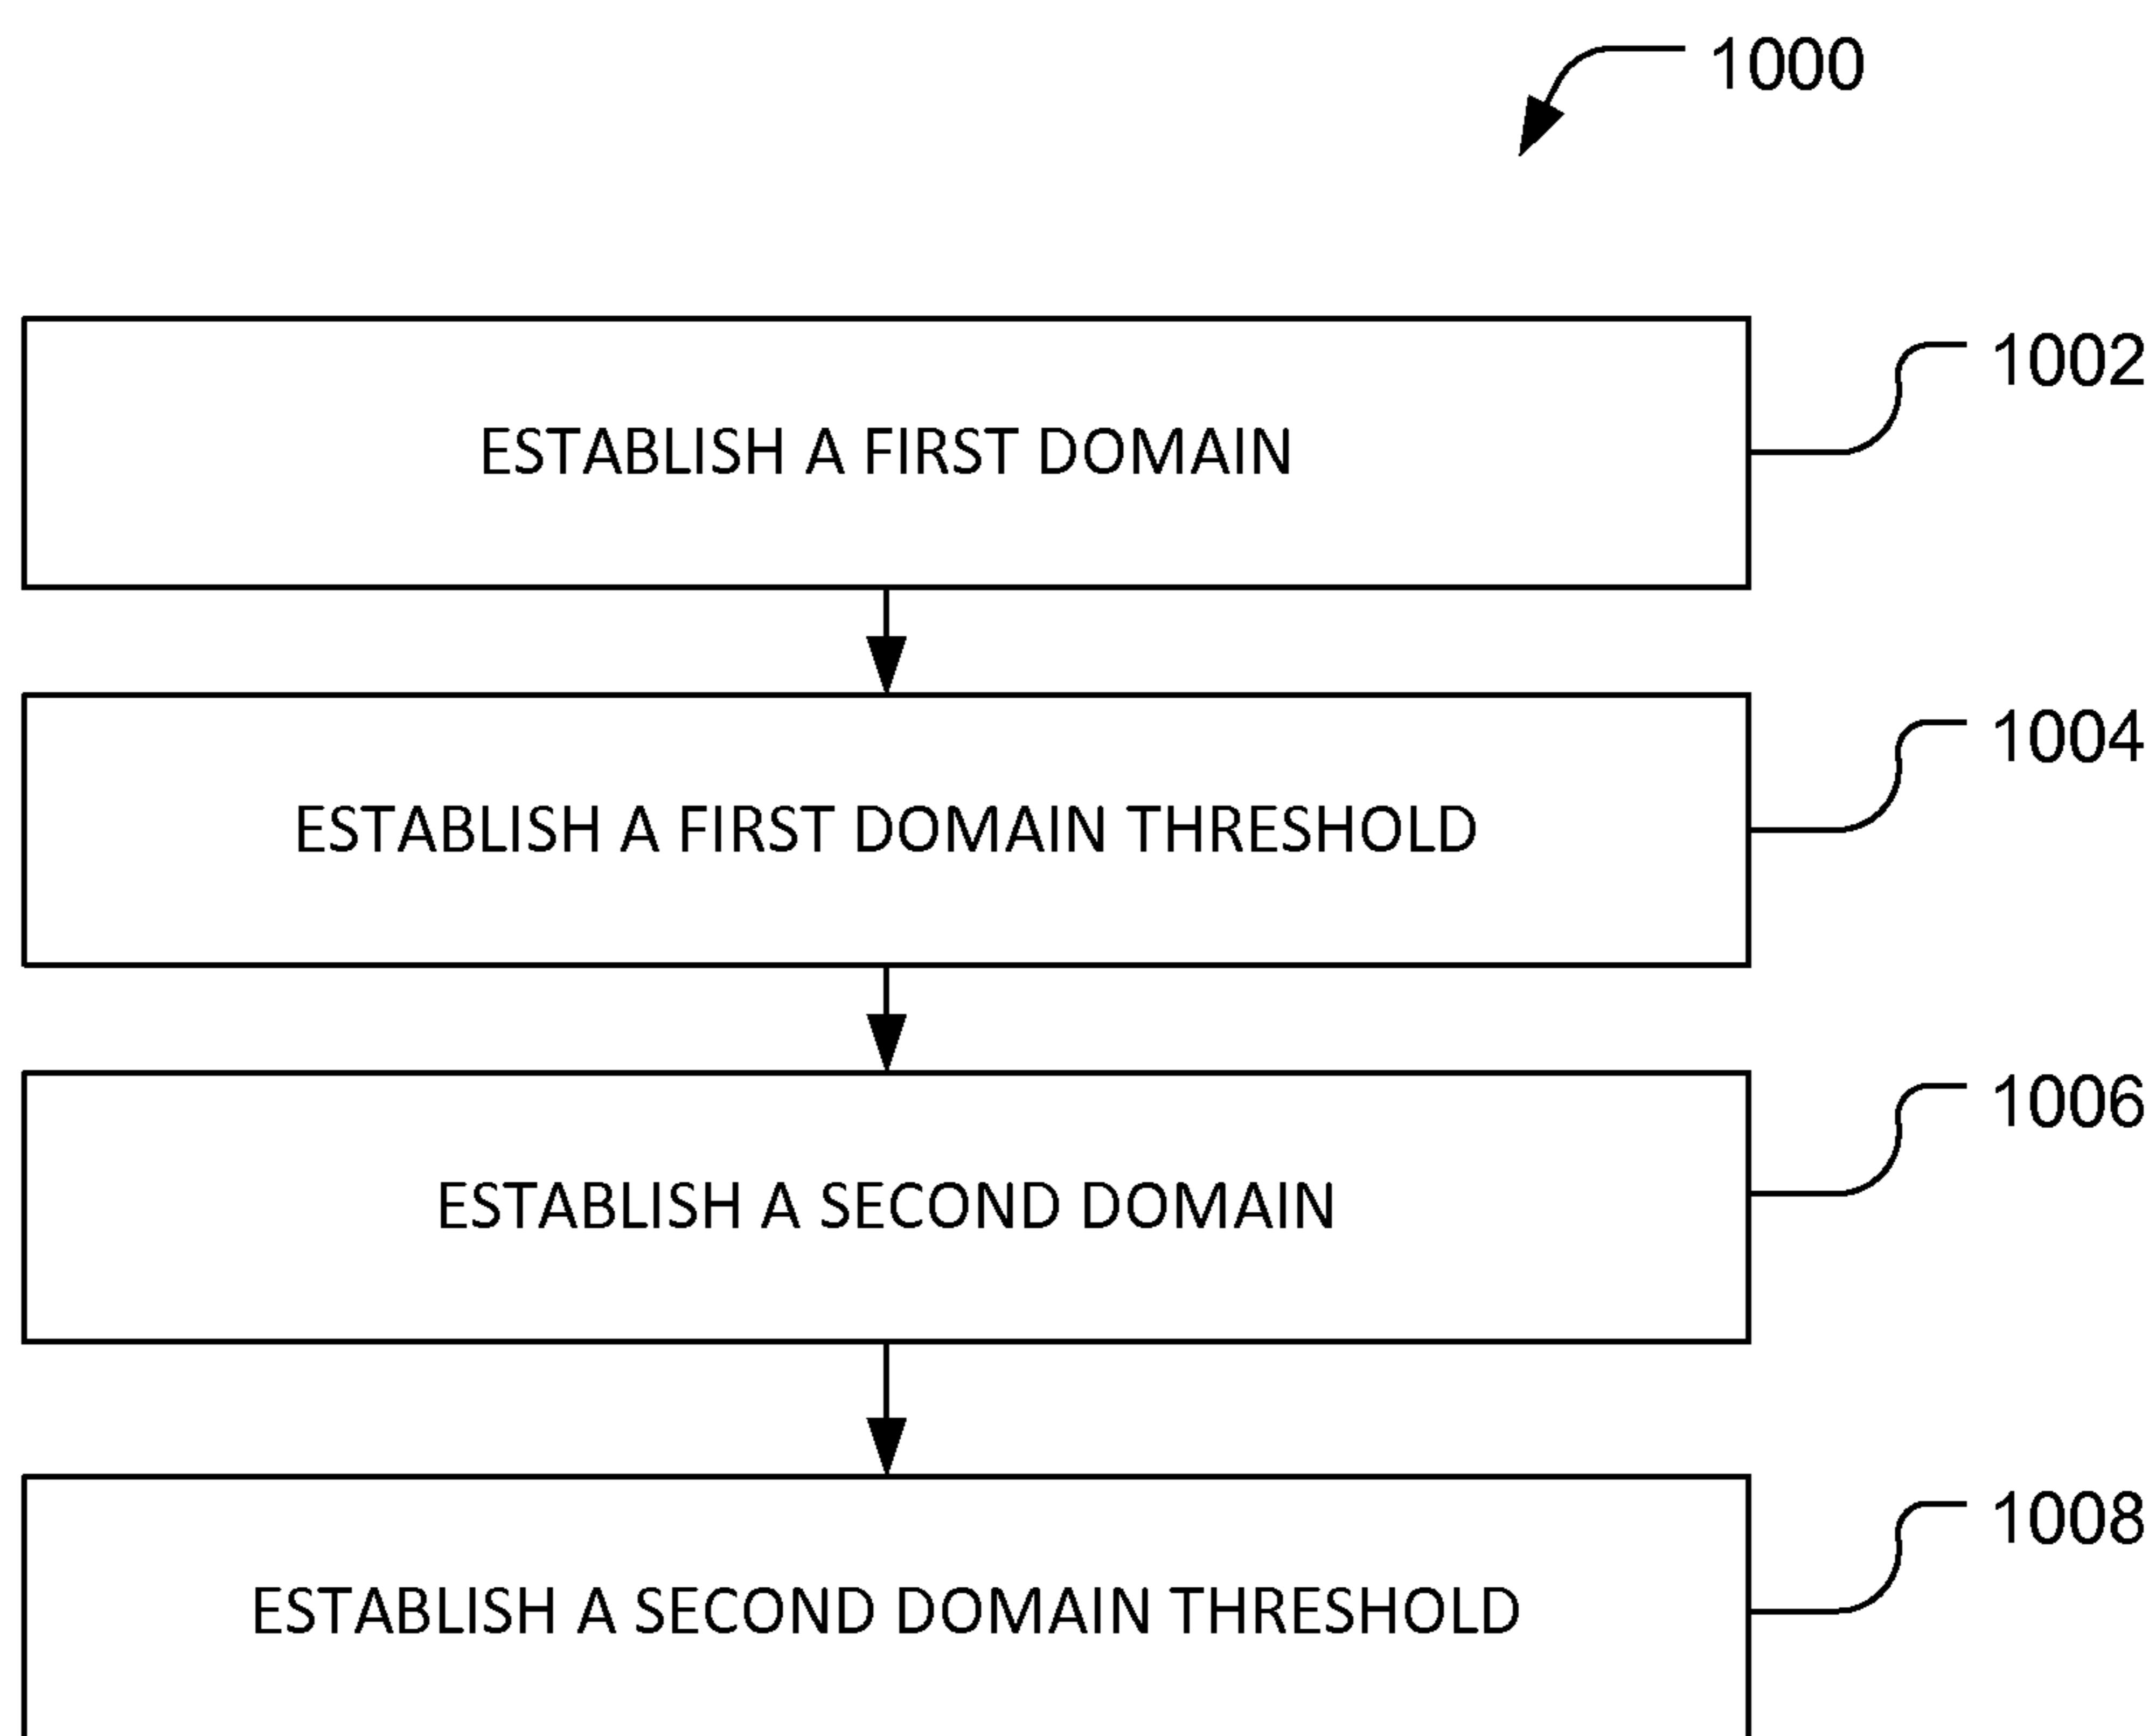 1000
1002
ESTABLISH A FIRST DOMAIN
1004
ESTABLISH A FIRST DOMAIN THRESHOLD
1006
ESTABLISH A SECOND DOMAIN
1008
ESTABLISH A SECOND DOMAIN THRESHOLD